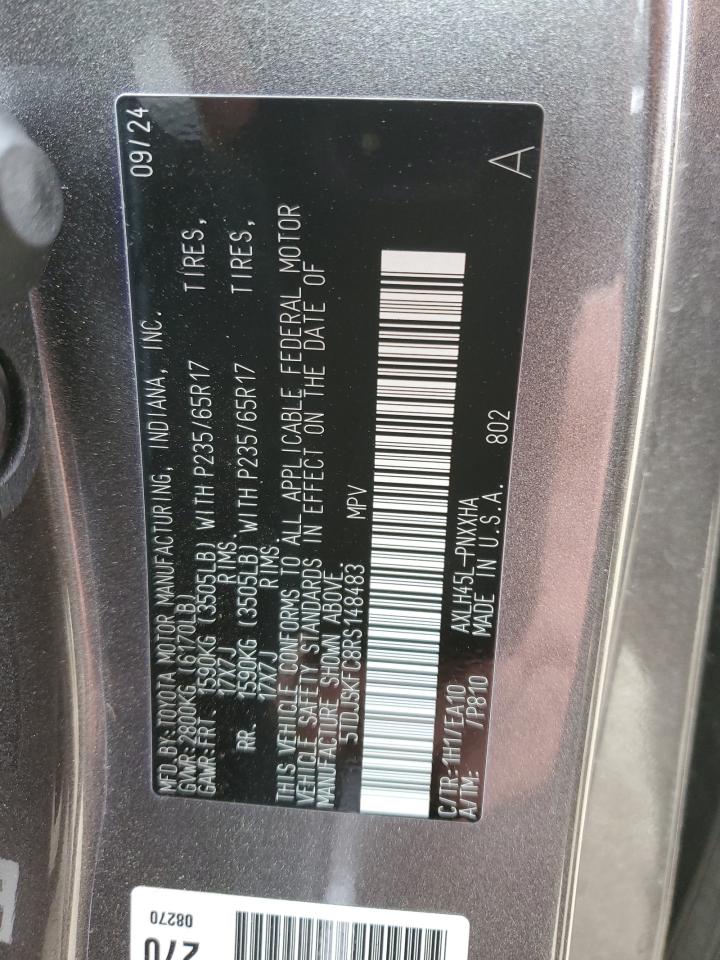 MFD.BY:TOYOTA MOTOR MANUFACTURING, INDIANA, INC. 09/24
GVWR:2800KG (6170LB)
GAWR:FRT 1590KG (3505LB) WITH P235/65R17 TIRES,
17X7J RIMS.
RR 1590KG (3505LB) WITH P235/65R17 TIRES,
17X7J RIMS.
THIS VEHICLE CONFORMS TO ALL APPLICABLE FEDERAL MOTOR
VEHICLE SAFETY STANDARDS IN EFFECT ON THE DATE OF
MANUFACTURE SHOWN ABOVE.
5TDJSKFC8RS148483 MPV
C/TR:1H1/EA10 AXLH45L-PNXXHA
A/TM: /P810 MADE IN U.S.A. 802
A
08270
270